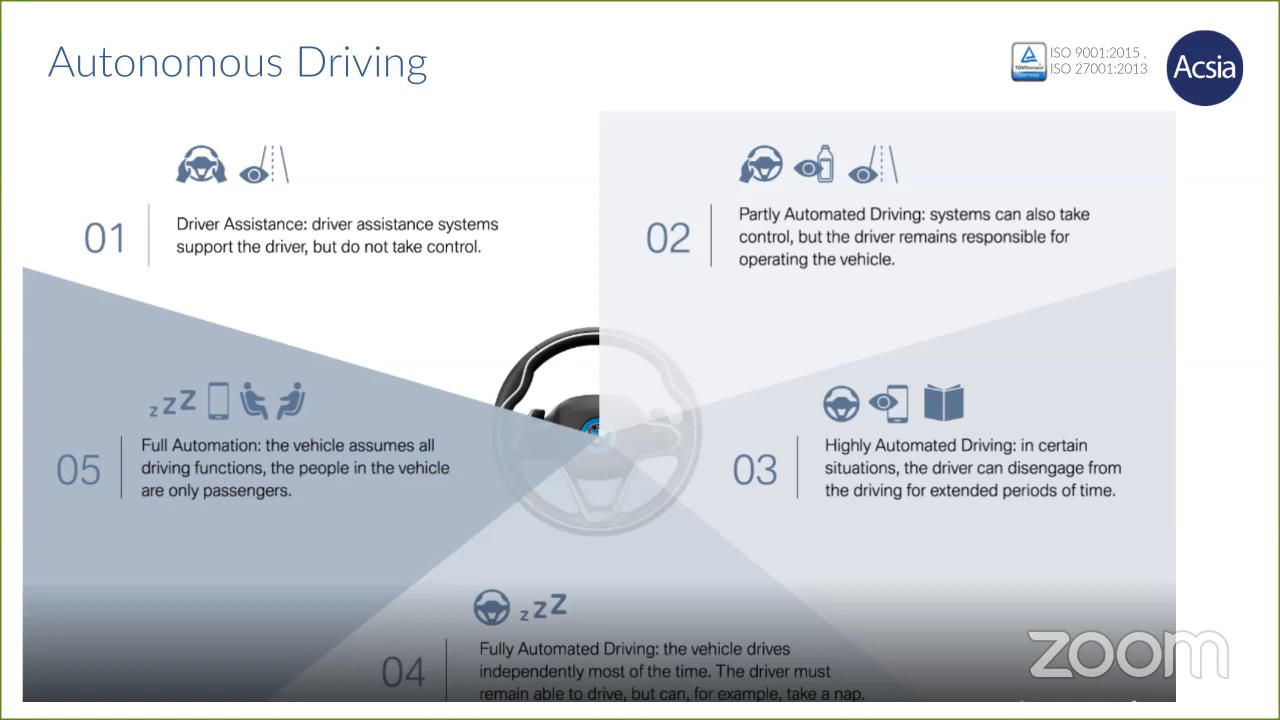 Autonomous Driving
ISO 9001:2015 ,
ISO 27001:2013
Acsia
01
Driver Assistance: driver assistance systems
support the driver, but do not take control.
02
Partly Automated Driving: systems can also take
control, but the driver remains responsible for
operating the vehicle.
03
Highly Automated Driving: in certain
situations, the driver can disengage from
the driving for extended periods of time.
z z Z
05
Full Automation: the vehicle assumes all
driving functions, the people in the vehicle
are only passengers.
z z Z
04
Fully Automated Driving: the vehicle drives
independently most of the time. The driver must
remain able to drive, but can, for example, take a nap.
zoom